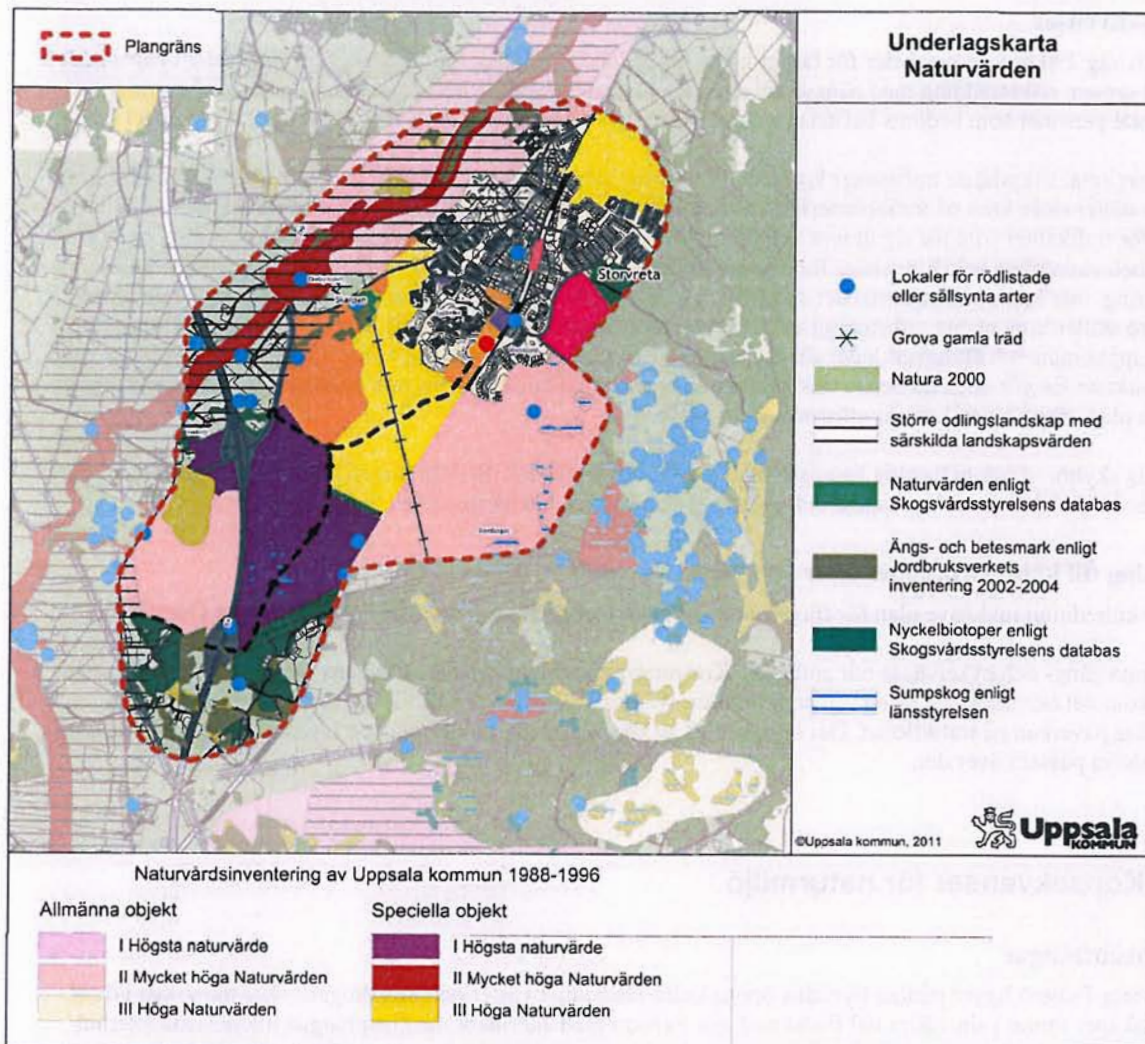 Plangräns
Underlagskarta
Naturvärden
Storvreta
Lokaler för rödlistade
eller sällsynta arter
Grova gamla träd
Natura 2000
Större odlingslandskap med
särskilda landskapsvärden
Naturvärden enligt
Skogsvårdsstyrelsens databas
Ängs- och betesmark enligt
Jordbruksverkets
inventering 2002-2004
Nyckelbiotoper enligt
Skogsvårdsstyrelsens databas
Sumpskog enligt
länsstyrelsen
©Uppsala kommun, 2011
Uppsala
KOMMUN
Naturvårdsinventering av Uppsala kommun 1988-1996
Allmänna objekt
I Högsta naturvärde
II Mycket höga Naturvärden
III Höga Naturvärden
Speciella objekt
I Högsta naturvärde
II Mycket höga Naturvärden
III Höga Naturvärden